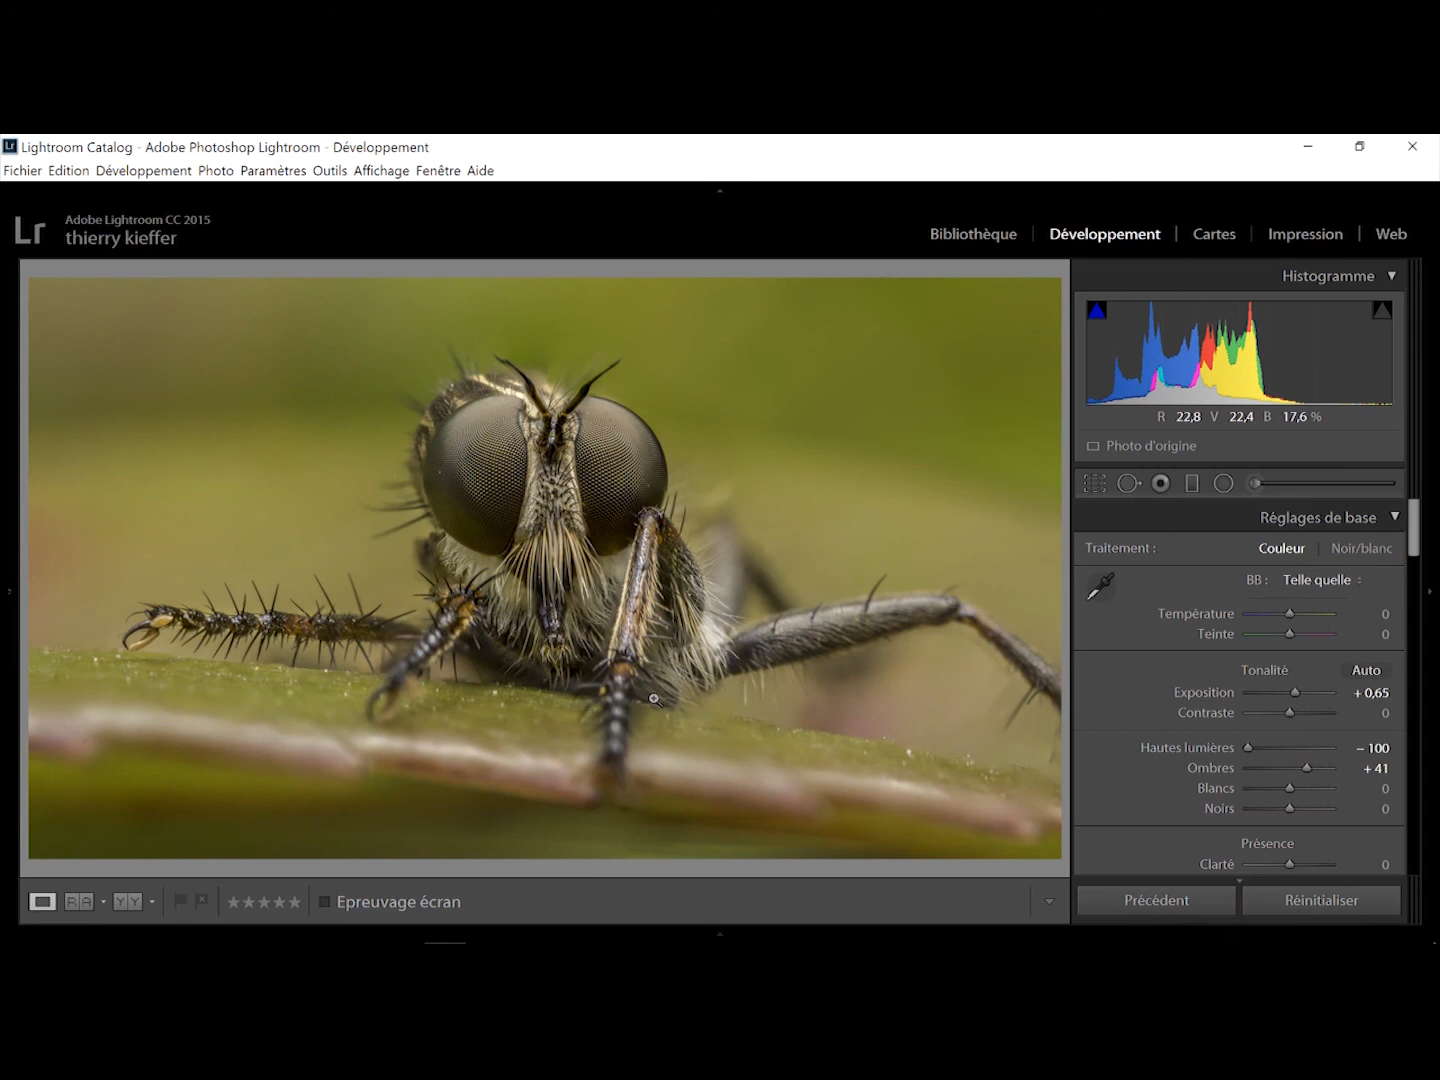 Lightroom Catalog - Adobe Photoshop Lightroom - Développement
Fichier Edition Développement Photo Paramètres Outils Affichage Fenêtre Aide
Lr Adobe Lightroom CC 2015
thierry kieffer
Bibliothèque | Développement | Cartes | Impression | Web
Histogramme
R 22,8 V 22,4 B 17,6 %
Photo d'origine
Réglages de base
Traitement : Couleur | Noir/blanc
BB : Telle quelle
Température 0
Teinte 0
Tonalité Auto
Exposition + 0,65
Contraste 0
Hautes lumières − 100
Ombres + 41
Blancs 0
Noirs 0
Présence
Clarté 0
R A Y Y Epreuvage écran
Précédent Réinitialiser